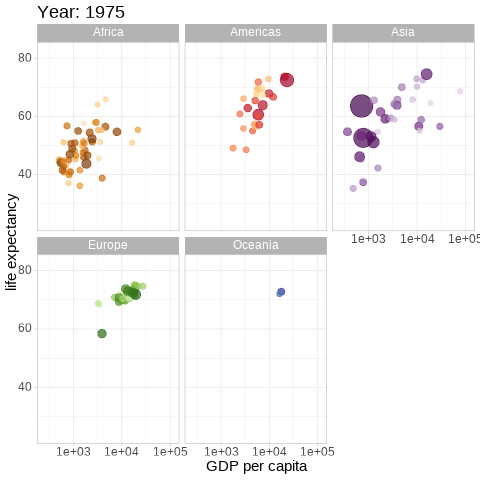 Year: 1975
Africa Americas Asia
80
60
40
1e+03 1e+04 1e+05
Europe Oceania
80
60
40
1e+03 1e+04 1e+05 1e+03 1e+04 1e+05
life expectancy
GDP per capita